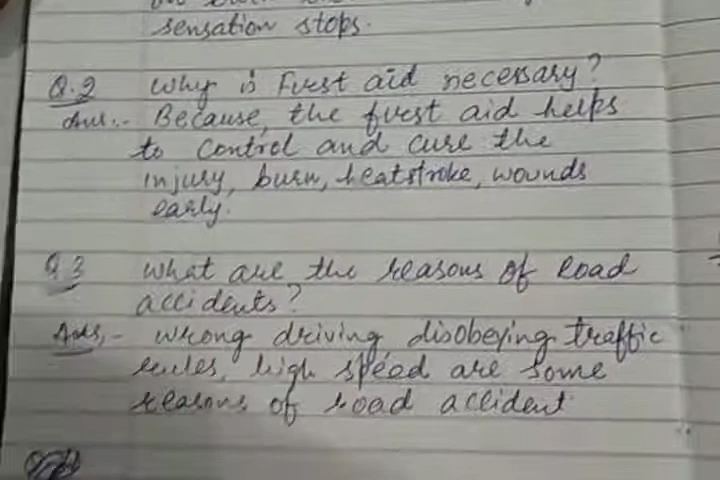 sensation stops.
Q.2 Why is First aid necessary?
Ans:- Because, the first aid helps
to control and cure the
injury, burn, heatstroke, wounds
early.
Q.3 What are the reasons of Road
accidents?
Ans,- wrong driving disobeying traffic
rules, high speed are some
reasons of road accident